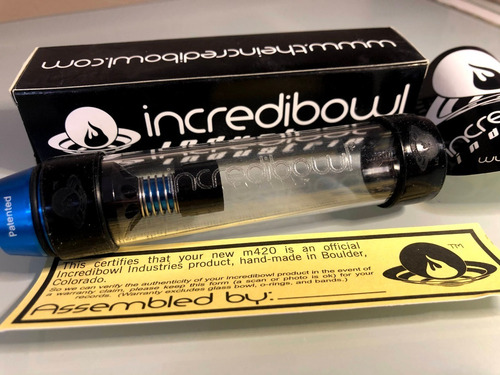 www.theincredibowl.com
incredibowl
industries
incredibowl
Patented
This certifies that your new m420 is an official
Incredibowl Industries product, hand-made in Boulder,
Colorado.
So we can verify the authenticity of your incredibowl product in the event of
a warranty claim, please keep this form (a scan or photo is ok) for your
records. (Warranty excludes glass bowl, o-rings, and bands.)
Assembled by:
TM